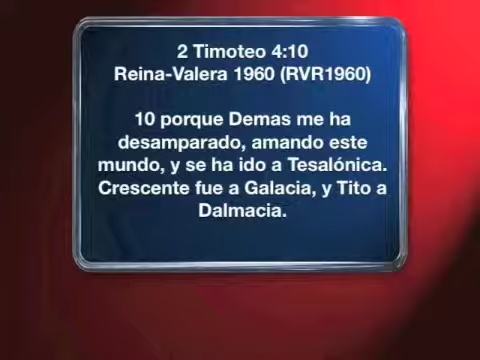 2 Timoteo 4:10
Reina-Valera 1960 (RVR1960)
10 porque Demas me ha
desamparado, amando este
mundo, y se ha ido a Tesalónica.
Crescente fue a Galacia, y Tito a
Dalmacia.